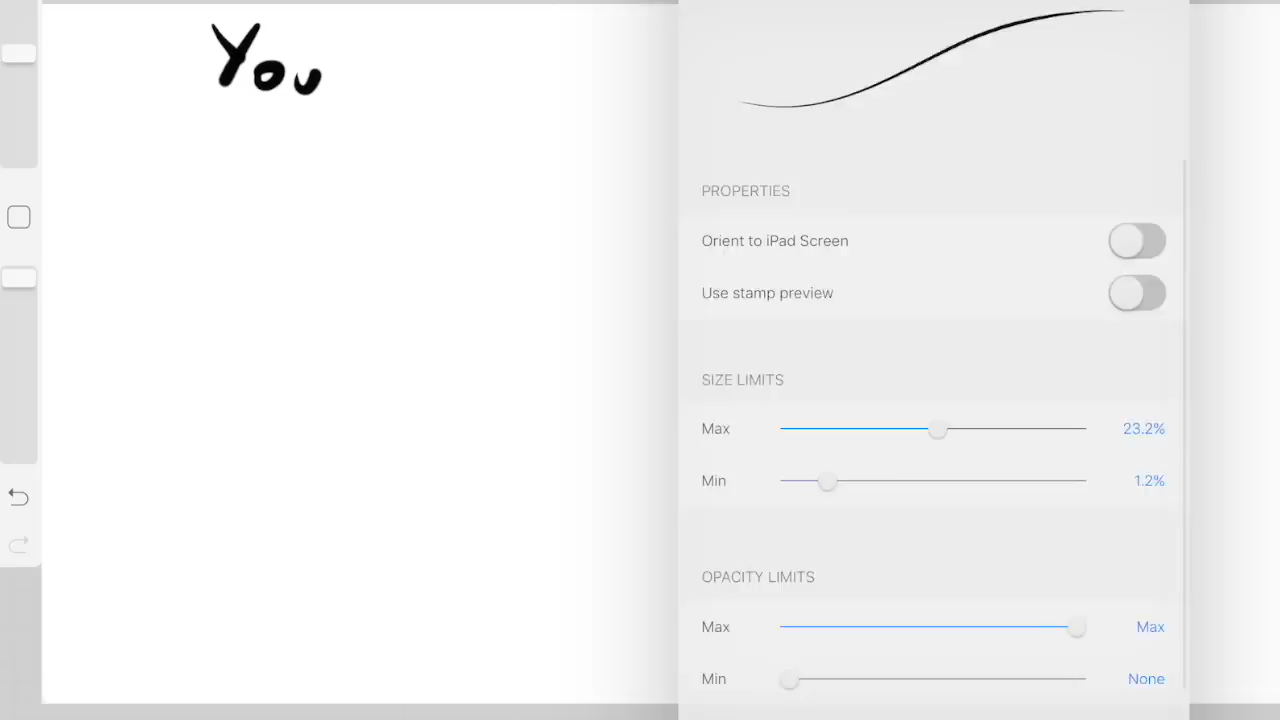 You
PROPERTIES
Orient to iPad Screen
Use stamp preview
SIZE LIMITS
Max 23.2%
Min 1.2%
OPACITY LIMITS
Max Max
Min None